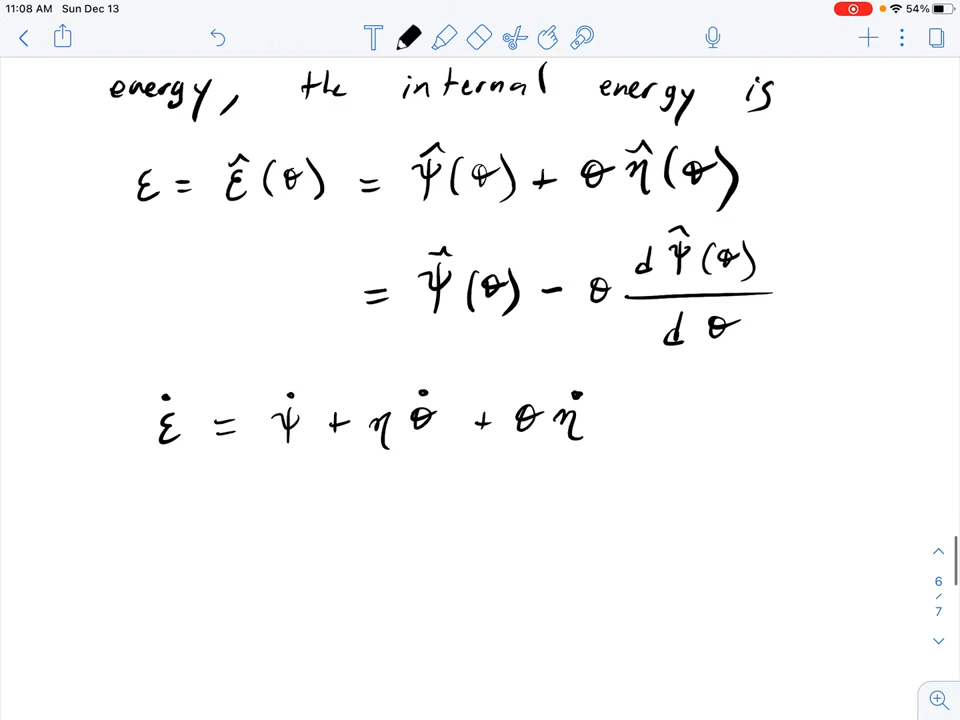 11:08 AM Sun Dec 13 54%
T
energy, the internal energy is
ε = ε̂(θ) = ψ̂(θ) + θ η̂(θ)
= ψ̂(θ) - θ dψ̂(θ)/dθ
ε̇ = ψ̇ + η θ̇ + θ η̇
6
/
7